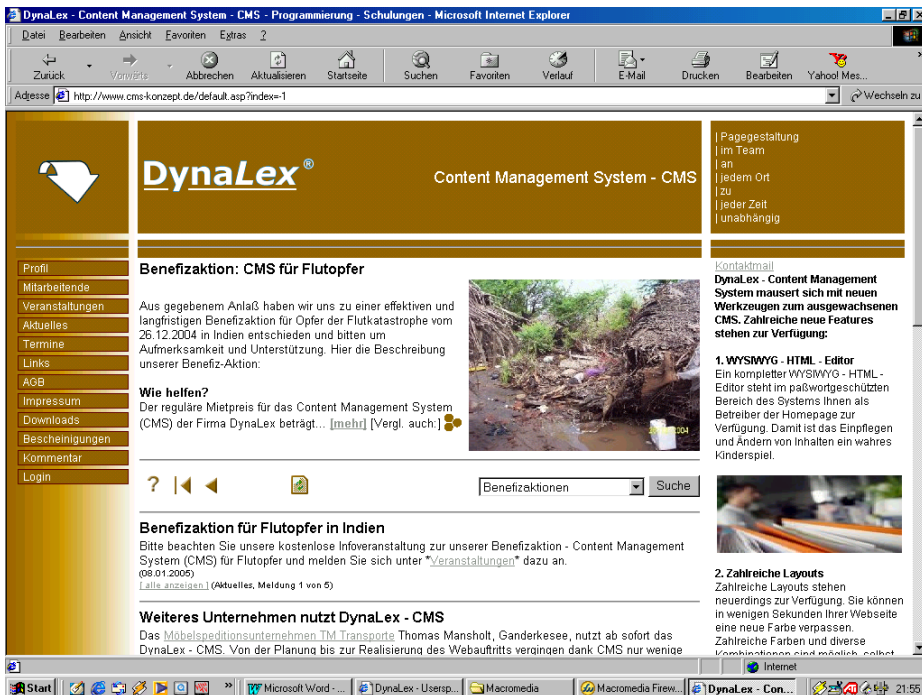 DynaLex - Content Management System - CMS - Programmierung - Schulungen - Microsoft Internet Explorer
Datei Bearbeiten Ansicht Favoriten Extras ?
Zurück Vorwärts Abbrechen Aktualisieren Startseite Suchen Favoriten Verlauf E-Mail Drucken Bearbeiten Yahoo! Mes...
Adresse http://www.cms-konzept.de/default.asp?index=-1 Wechseln zu
DynaLex®
Content Management System - CMS
| Pagegestaltung
| im Team
| an
| jedem Ort
| zu
| jeder Zeit
| unabhängig
Profil
Mitarbeitende
Veranstaltungen
Aktuelles
Termine
Links
AGB
Impressum
Downloads
Bescheinigungen
Kommentar
Login
Benefizaktion: CMS für Flutopfer
Aus gegebenem Anlaß haben wir uns zu einer effektiven und
langfristigen Benefizaktion für Opfer der Flutkatastrophe vom
26.12.2004 in Indien entschieden und bitten um
Aufmerksamkeit und Unterstützung. Hier die Beschreibung
unserer Benefiz-Aktion:
Wie helfen?
Der reguläre Mietpreis für das Content Management System
(CMS) der Firma DynaLex beträgt... [mehr] [Vergl. auch:]
?
Benefizaktionen
Suche
Benefizaktion für Flutopfer in Indien
Bitte beachten Sie unsere kostenlose Infoveranstaltung zur unserer Benefizaktion - Content Management
System (CMS) für Flutopfer und melden Sie sich unter *Veranstaltungen* dazu an.
(08.01.2005)
[ alle anzeigen ] (Aktuelles, Meldung 1 von 5)
Weiteres Unternehmen nutzt DynaLex - CMS
Das Möbelspeditionsunternehmen TM Transporte Thomas Mansholt, Ganderkesee, nutzt ab sofort das
DynaLex - CMS. Von der Planung bis zur Realisierung des Webauftritts vergingen dank CMS nur wenige
Kontaktmail
DynaLex - Content Management
System mausert sich mit neuen
Werkzeugen zum ausgewachsenen
CMS. Zahlreiche neue Features
stehen zur Verfügung:
1. WYSIWYG - HTML - Editor
Ein kompletter WYSIWYG - HTML -
Editor steht im paßwortgeschützten
Bereich des Systems Ihnen als
Betreiber der Homepage zur
Verfügung. Damit ist das Einpflegen
und Ändern von Inhalten ein wahres
Kinderspiel.
2. Zahlreiche Layouts
Zahlreiche Layouts stehen
neuerdings zur Verfügung. Sie können
in wenigen Sekunden Ihrer Webseite
eine neue Farbe verpassen.
Zahlreiche Farben und diverse
Kombinationen sind möglich, selbst
Internet
Start » Microsoft Word - ... DynaLex - Usersp... Macromedia Macromedia Firew... DynaLex - Con... 21:55